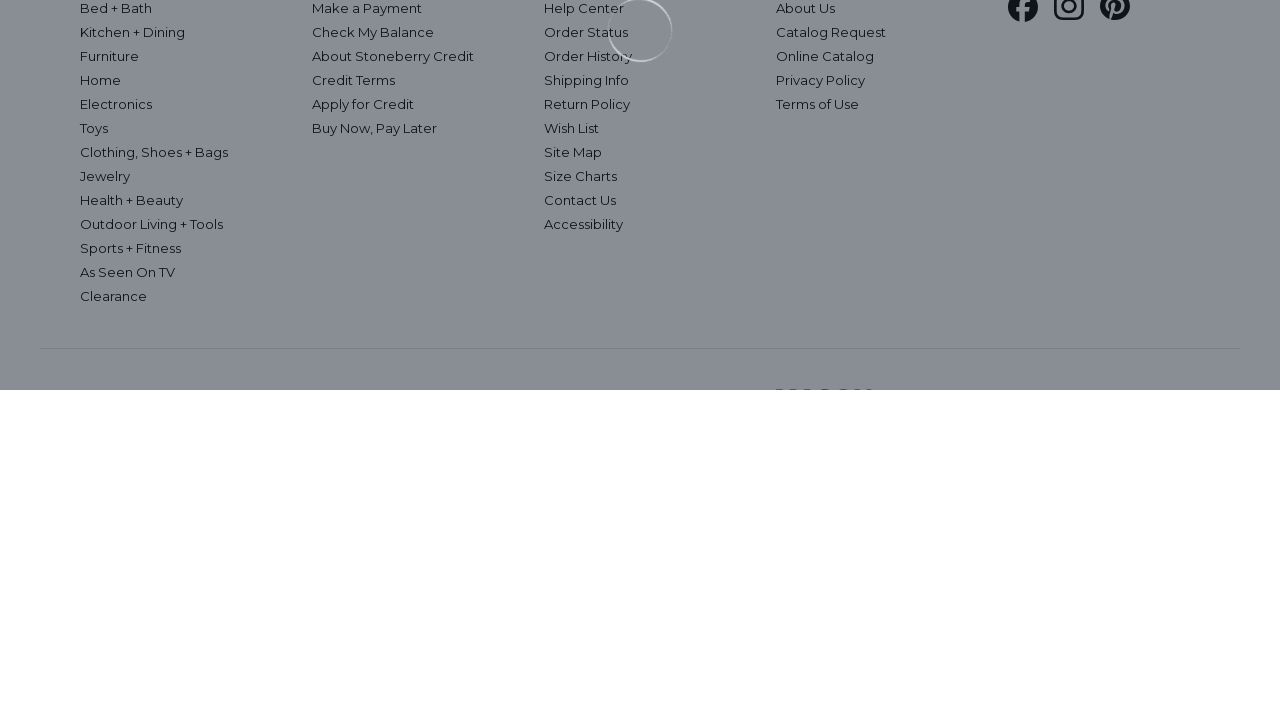 Bed + Bath
Kitchen + Dining
Furniture
Home
Electronics
Toys
Clothing, Shoes + Bags
Jewelry
Health + Beauty
Outdoor Living + Tools
Sports + Fitness
As Seen On TV
Clearance
Make a Payment
Check My Balance
About Stoneberry Credit
Credit Terms
Apply for Credit
Buy Now, Pay Later
Help Center
Order Status
Order History
Shipping Info
Return Policy
Wish List
Site Map
Size Charts
Contact Us
Accessibility
About Us
Catalog Request
Online Catalog
Privacy Policy
Terms of Use